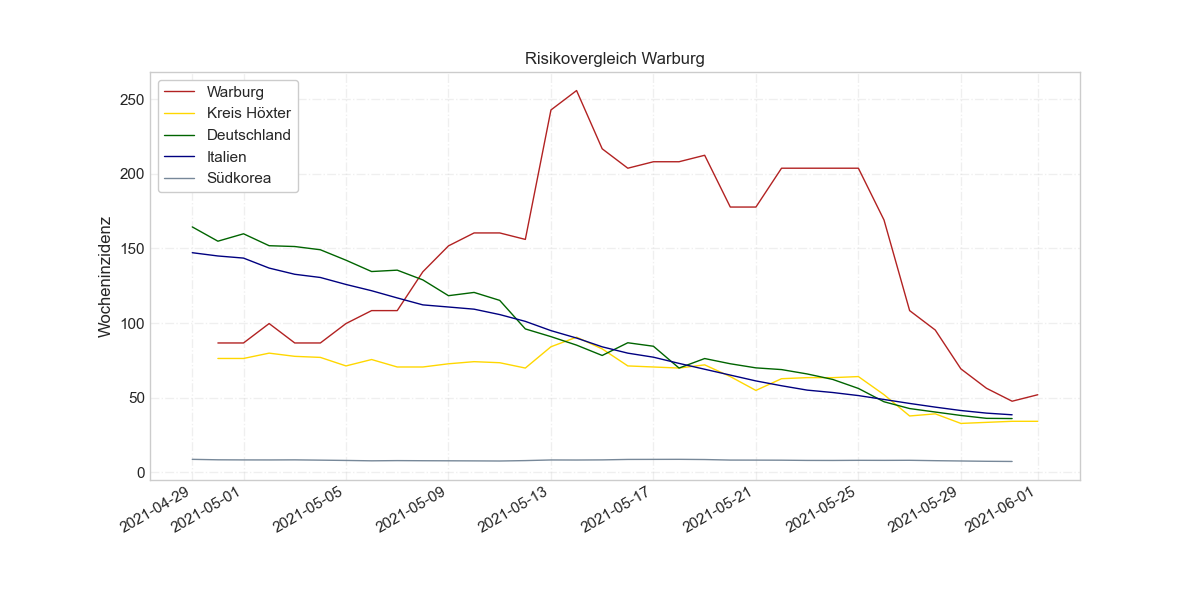 Risikovergleich Warburg
Warburg
Kreis Höxter
Deutschland
Italien
Südkorea
Wocheninzidenz
250
200
150
100
50
0
2021-04-29
2021-05-01
2021-05-05
2021-05-09
2021-05-13
2021-05-17
2021-05-21
2021-05-25
2021-05-29
2021-06-01